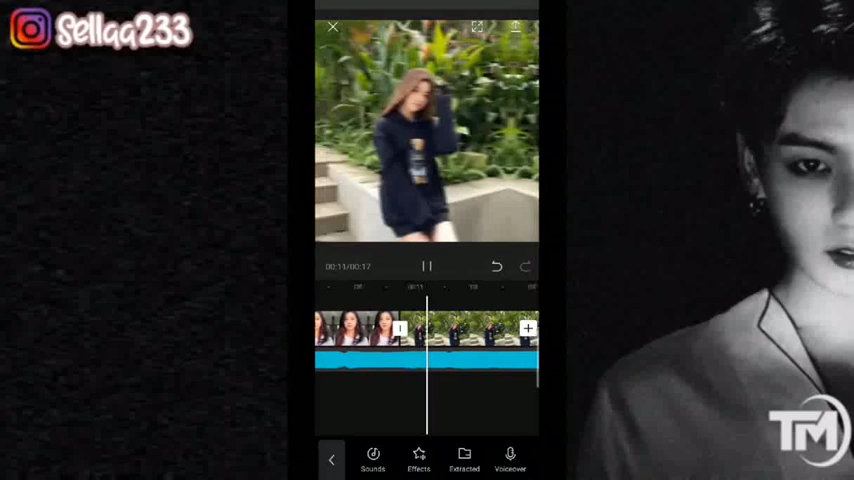 Sellaa233
00:11/00:17
Sounds
Effects
Extracted
Voiceover
TM